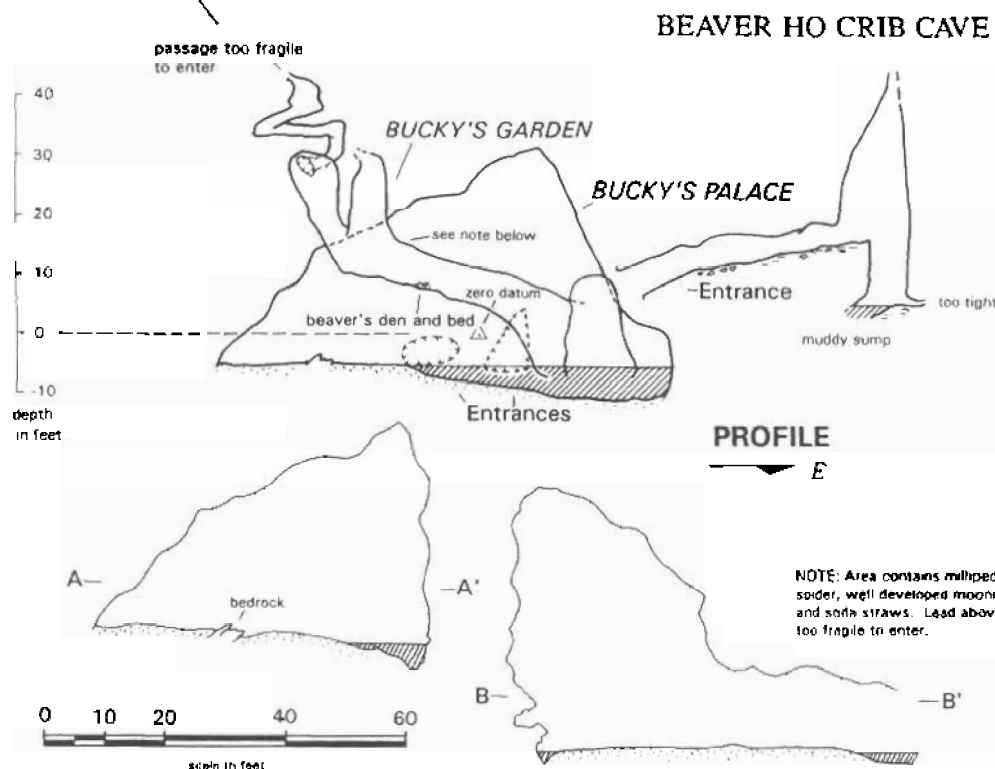 BEAVER HO CRIB CAVE
passage too fragile
to enter
40
30
20
10
0
-10
depth
in feet
BUCKY'S GARDEN
BUCKY'S PALACE
see note below
zero datum
beaver's den and bed
Entrance
too tight
muddy sump
Entrances
PROFILE
E
A
A'
bedrock
B
B'
NOTE: Area contains milliped
spider, well developed moon
and soda straws. Lead abov
too fragile to enter.
0 10 20 40 60
scale in feet